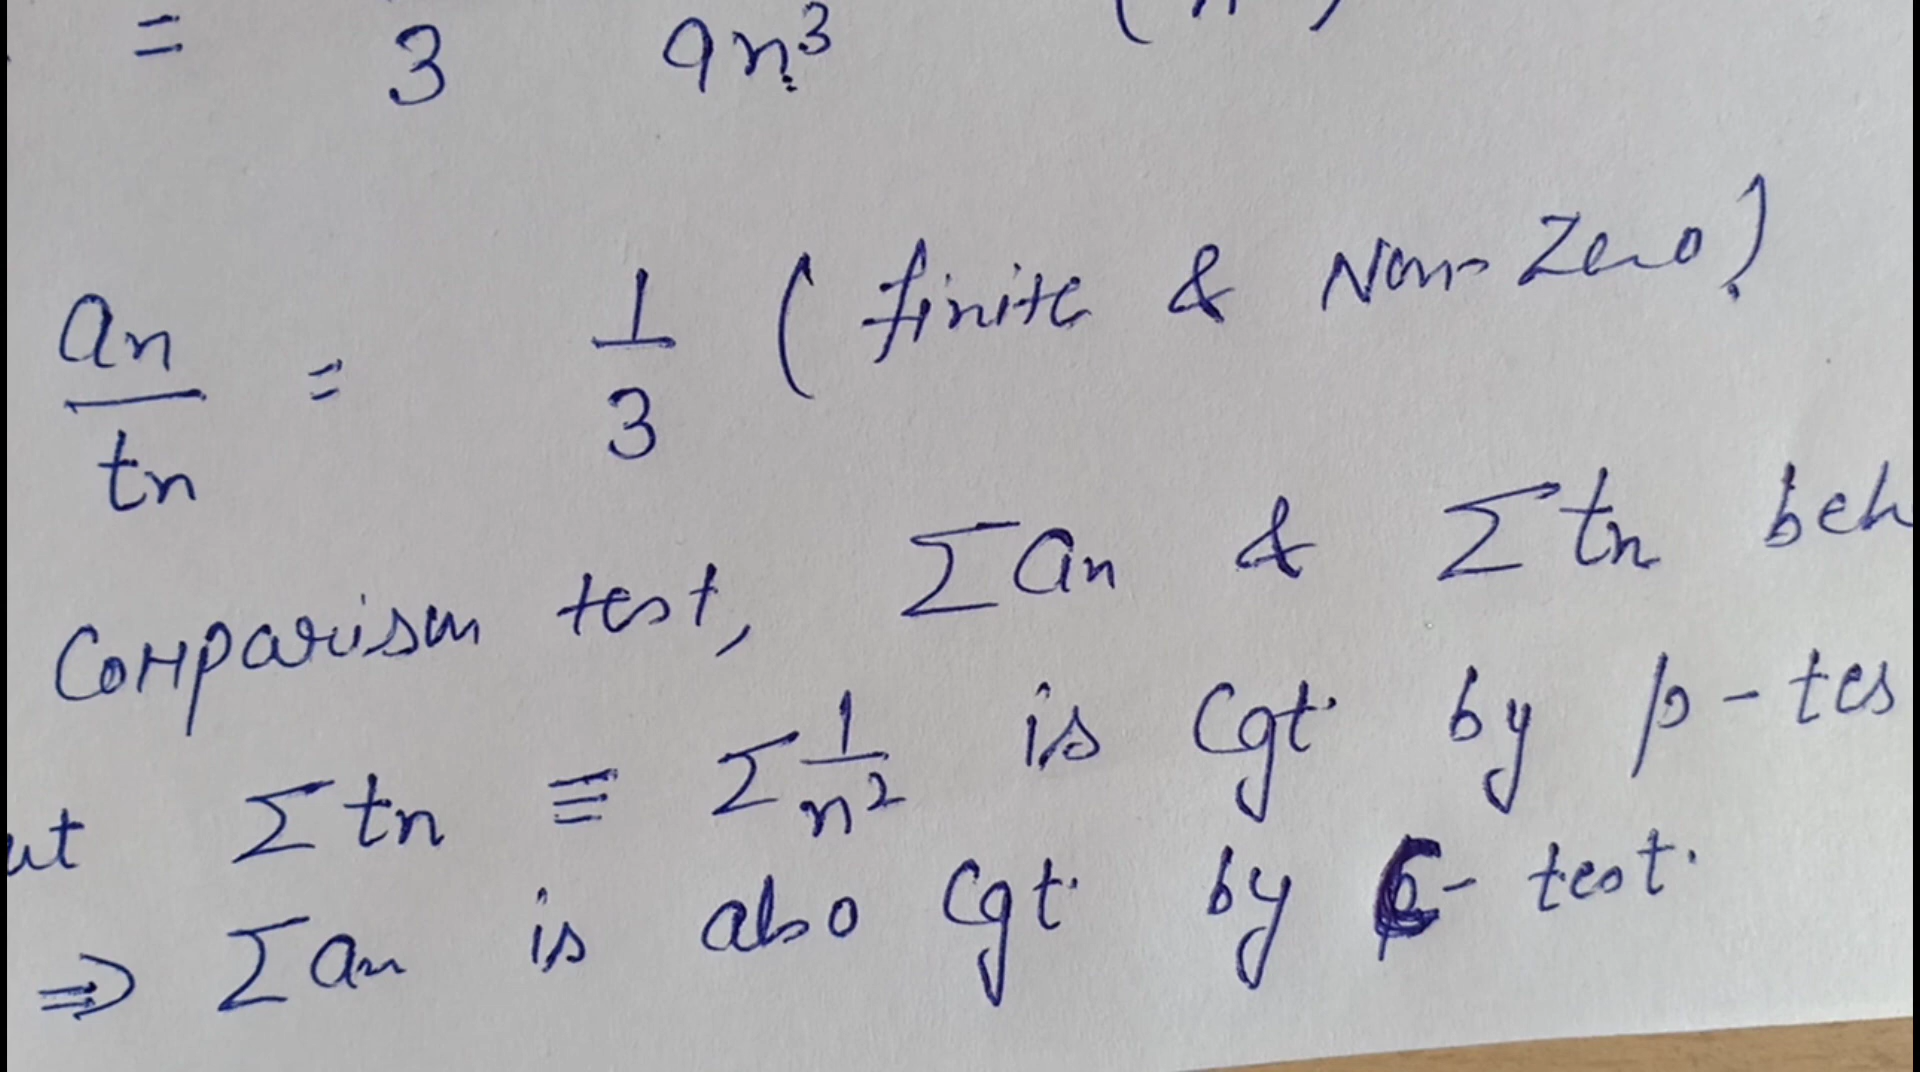 = 3 9n³
an/tn = 1/3 (finite & Non-Zero)
Comparison test, Σan & Σtn beh
ut Σtn ≡ Σ1/n² is Cgt. by p-tes
⇒ Σan is also Cgt. by C-test.